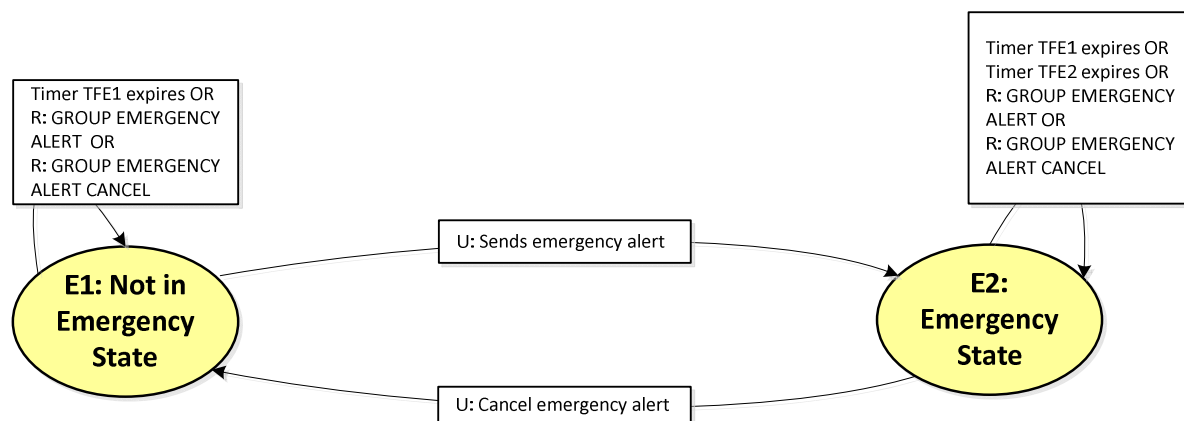 Timer TFE1 expires OR
R: GROUP EMERGENCY
ALERT OR
R: GROUP EMERGENCY
ALERT CANCEL
Timer TFE1 expires OR
Timer TFE2 expires OR
R: GROUP EMERGENCY
ALERT OR
R: GROUP EMERGENCY
ALERT CANCEL
U: Sends emergency alert
E1: Not in
Emergency
State
E2:
Emergency
State
U: Cancel emergency alert